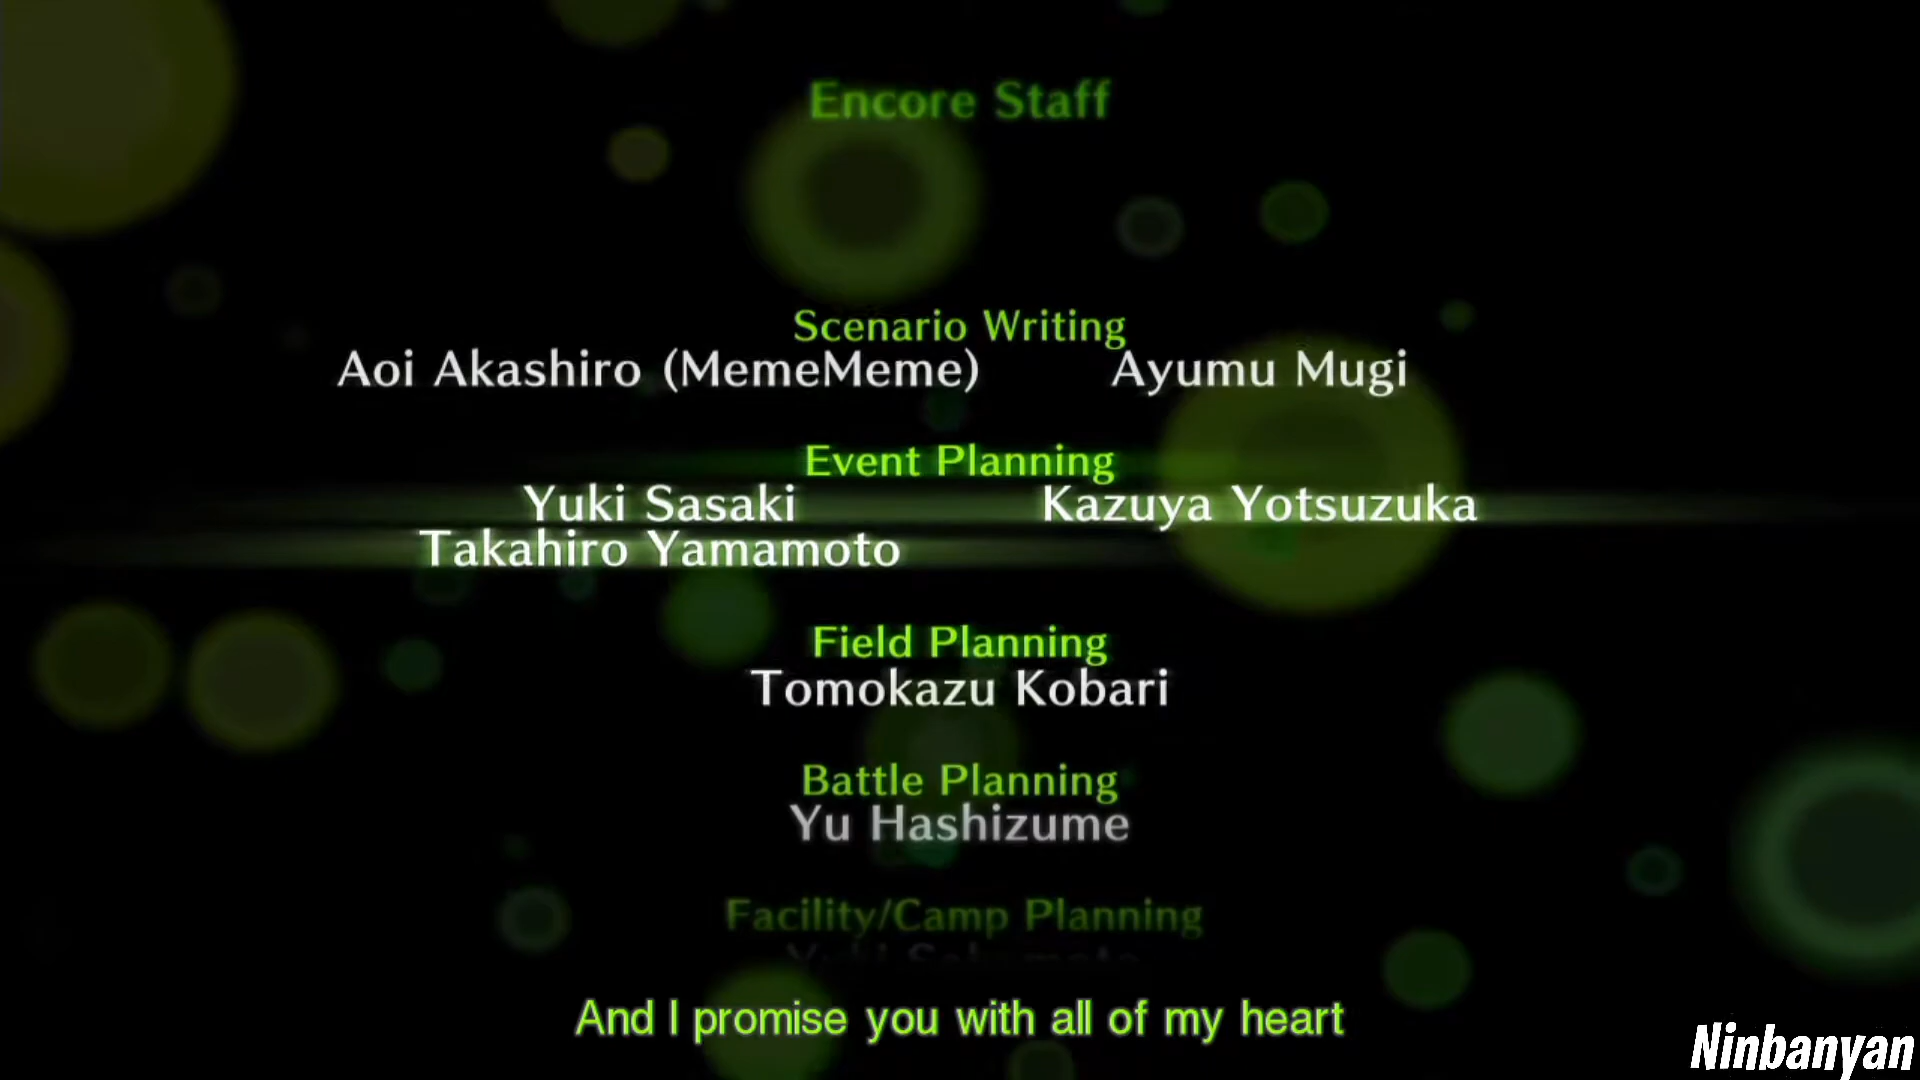 Encore Staff
Scenario Writing
Aoi Akashiro (MemeMeme) Ayumu Mugi
Event Planning
Yuki Sasaki Kazuya Yotsuzuka
Takahiro Yamamoto
Field Planning
Tomokazu Kobari
Battle Planning
Yu Hashizume
Facility/Camp Planning
And I promise you with all of my heart
Ninbanyan